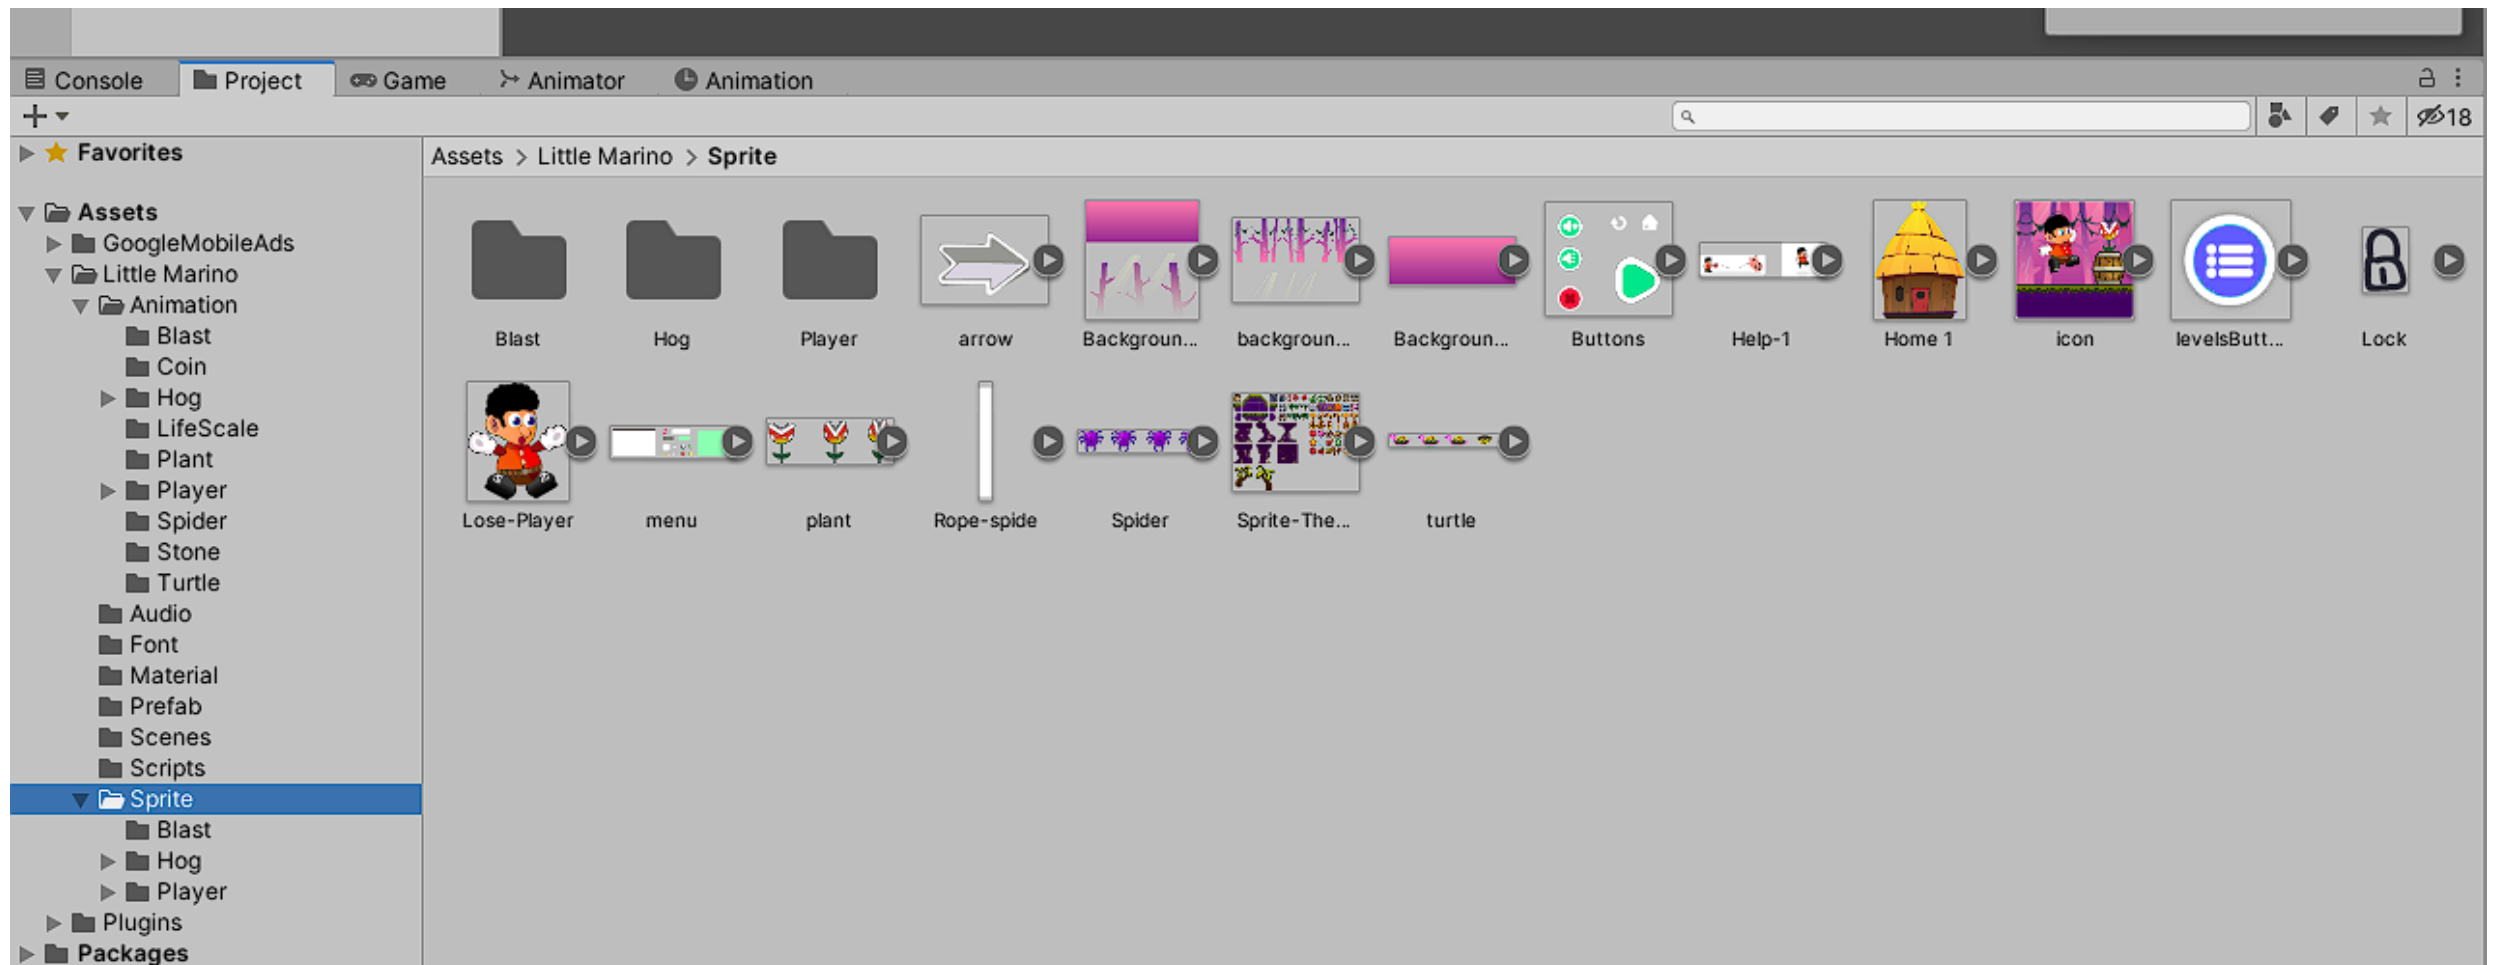 Console Project Game Animator Animation
18
Favorites
Assets > Little Marino > Sprite
Assets
GoogleMobileAds
Little Marino
Animation
Blast
Coin
Hog
LifeScale
Plant
Player
Spider
Stone
Turtle
Audio
Font
Material
Prefab
Scenes
Scripts
Sprite
Blast
Hog
Player
Plugins
Packages
Blast Hog Player arrow Backgroun... backgroun... Backgroun... Buttons Help-1 Home 1 icon levelsButt... Lock
Lose-Player menu plant Rope-spide Spider Sprite-The... turtle